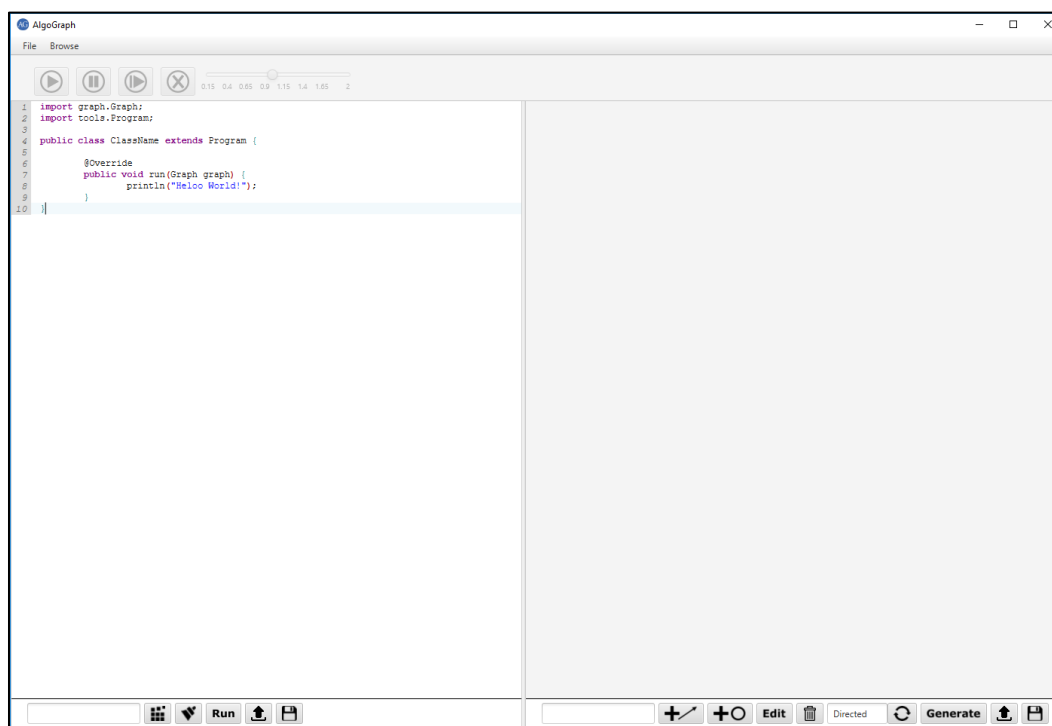 AG AlgoGraph
File Browse
0.15 0.4 0.65 0.9 1.15 1.4 1.65 2
1 import graph.Graph;
2 import tools.Program;
3
4 public class ClassName extends Program {
5
6 @Override
7 public void run(Graph graph) {
8 println("Heloo World!");
9 }
10 }
Run
Edit Directed Generate